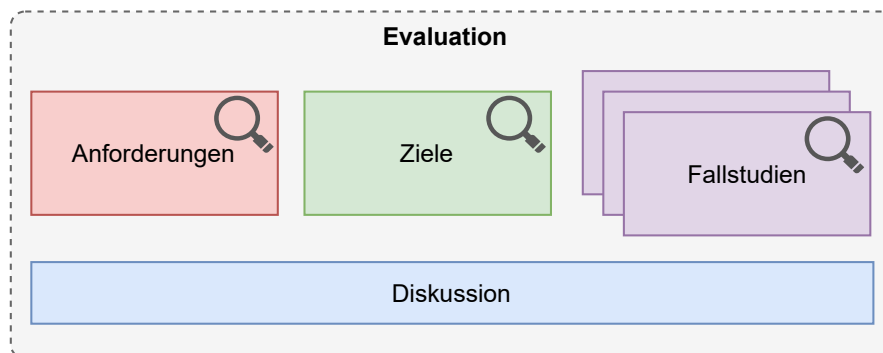 Evaluation
Anforderungen
Ziele
Fallstudien
Diskussion